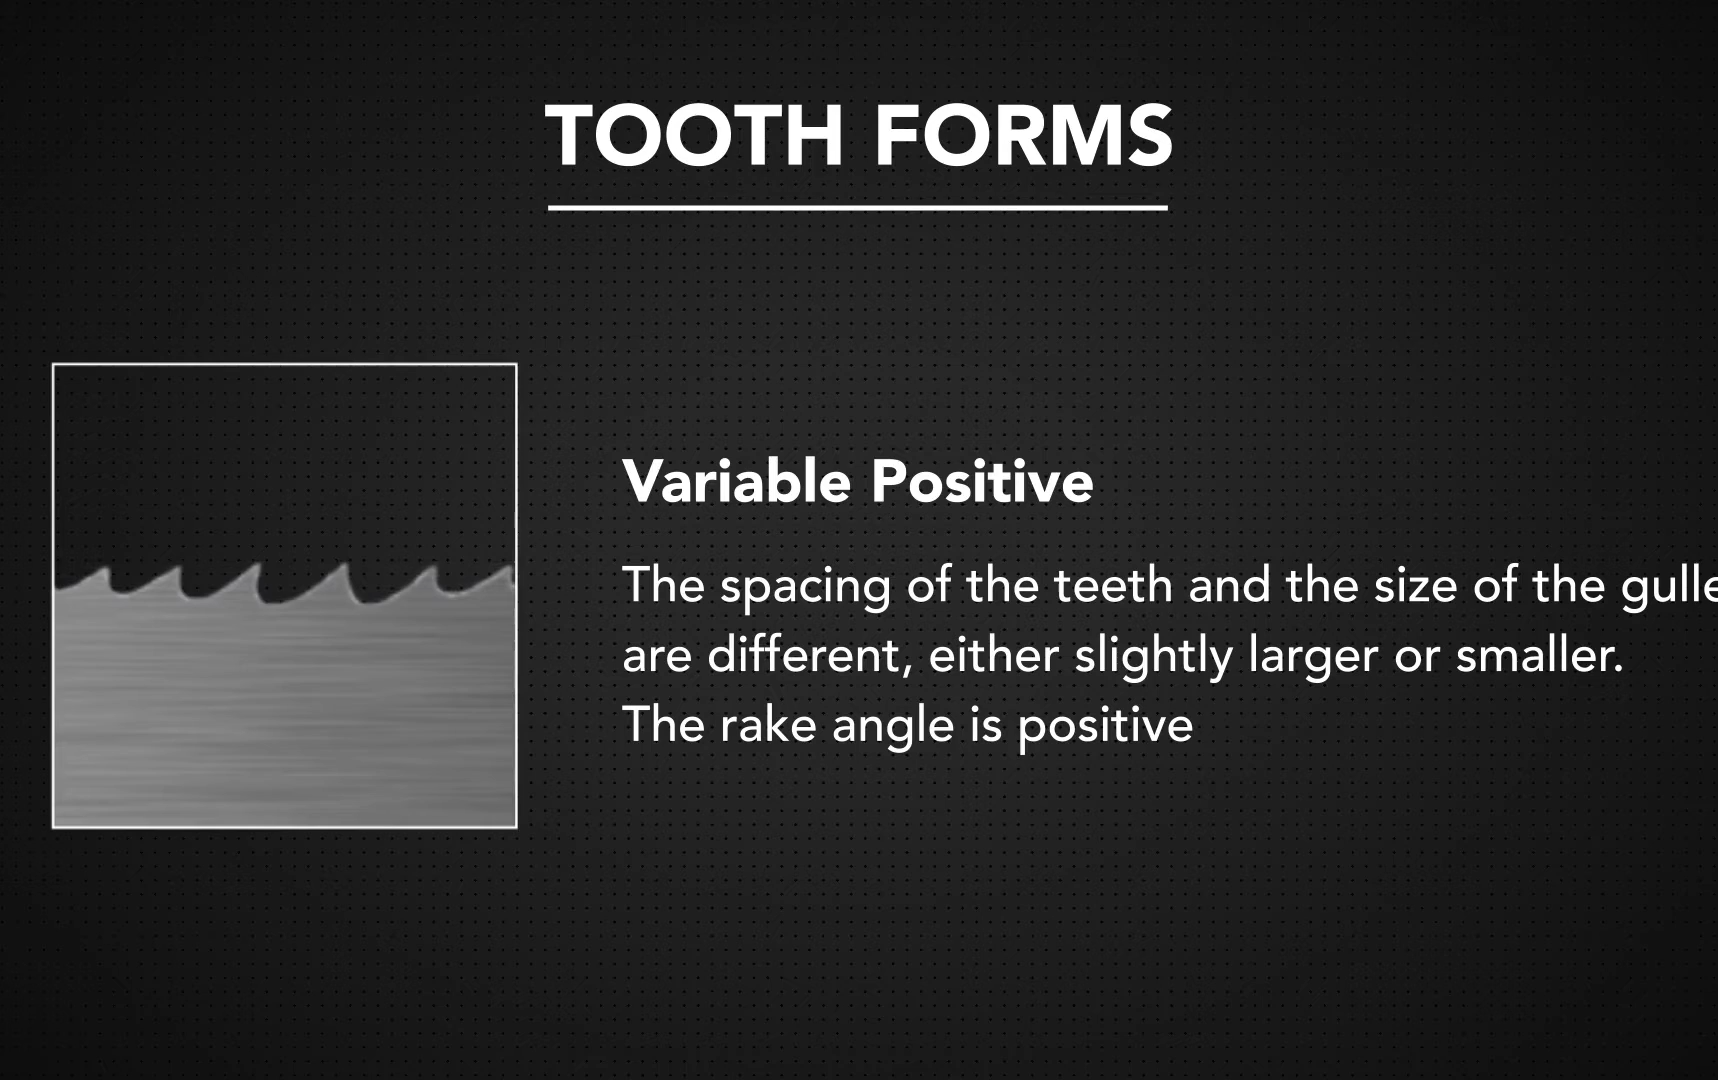 TOOTH FORMS
Variable Positive
The spacing of the teeth and the size of the
are different, either slightly larger or smaller.
The rake angle is positive